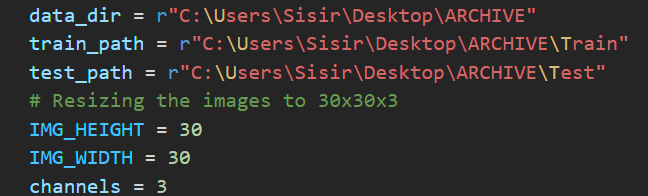 data_dir = r"C:\Users\Sisir\Desktop\ARCHIVE"
train_path = r"C:\Users\Sisir\Desktop\ARCHIVE\Train"
test_path = r"C:\Users\Sisir\Desktop\ARCHIVE\Test"
# Resizing the images to 30x30x3
IMG_HEIGHT = 30
IMG_WIDTH = 30
channels = 3